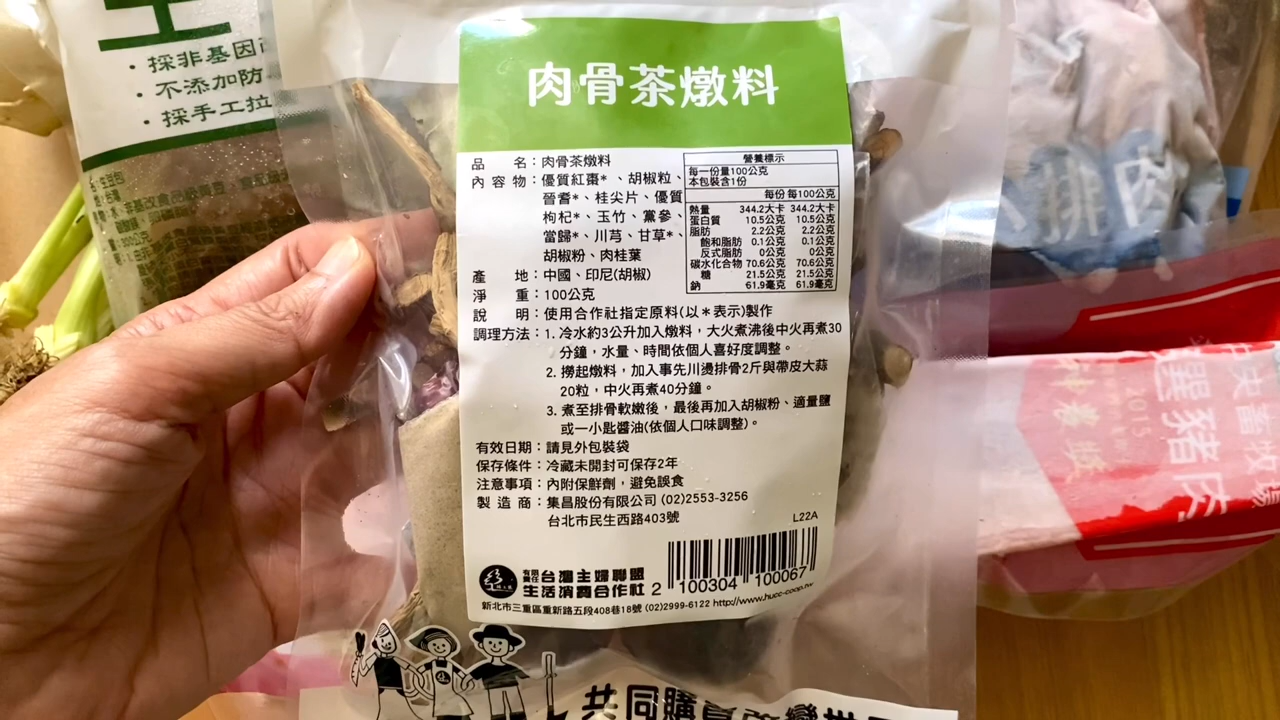 ・採非基因
・不添加防
・採手工拉
肉骨茶燉料
品　　名：肉骨茶燉料
內 容 物：優質紅棗*、胡椒粒、
晉耆*、桂尖片、優質
枸杞*、玉竹、黨參、
當歸*、川芎、甘草*、
胡椒粉、肉桂葉
產　　地：中國、印尼(胡椒)
淨　　重：100公克
營養標示
每一份量100公克
本包裝含1份
每份 每100公克
熱量 344.2大卡 344.2大卡
蛋白質 10.5公克 10.5公克
脂肪 2.2公克 2.2公克
飽和脂肪 0.1公克 0.1公克
反式脂肪 0公克 0公克
碳水化合物 70.6公克 70.6公克
糖 21.5公克 21.5公克
鈉 61.9毫克 61.9毫克
說　　明：使用合作社指定原料(以＊表示)製作
調理方法：1. 冷水約3公升加入燉料，大火煮沸後中火再煮30
分鐘，水量、時間依個人喜好度調整。
2. 撈起燉料，加入事先川燙排骨2斤與帶皮大蒜
20粒，中火再煮40分鐘。
3. 煮至排骨軟嫩後，最後再加入胡椒粉、適量鹽
或一小匙醬油(依個人口味調整)。
有效日期：請見外包裝袋
保存條件：冷藏未開封可保存2年
注意事項：內附保鮮劑，避免誤食
製 造 商：集昌股份有限公司 (02)2553-3256
台北市民生西路403號
L22A
有限責任 台灣主婦聯盟
生活消費合作社
2 100304 100067
新北市三重區重新路五段408巷18號 (02)2999-6122 http://www.hucc-coop.tw
共同購買
排肉
選豬肉